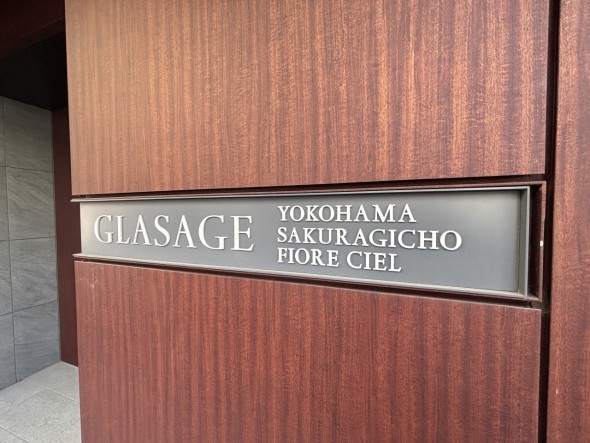 GLASAGE
YOKOHAMA
SAKURAGICHO
FIORE CIEL